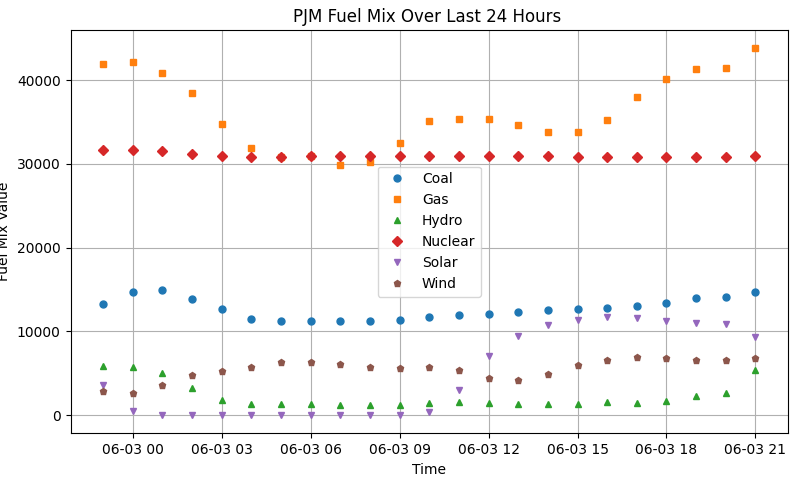 PJM Fuel Mix Over Last 24 Hours
40000
30000
20000
10000
0
Fuel Mix Value
Coal
Gas
Hydro
Nuclear
Solar
Wind
06-03 00 06-03 03 06-03 06 06-03 09 06-03 12 06-03 15 06-03 18 06-03 21
Time